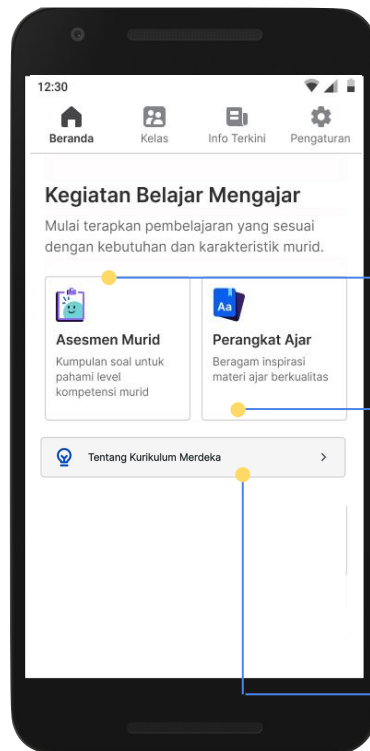 12:30
Beranda Kelas Info Terkini Pengaturan
Kegiatan Belajar Mengajar
Mulai terapkan pembelajaran yang sesuai
dengan kebutuhan dan karakteristik murid.
Asesmen Murid
Kumpulan soal untuk
pahami level
kompetensi murid
Aa
Perangkat Ajar
Beragam inspirasi
materi ajar berkualitas
Tentang Kurikulum Merdeka